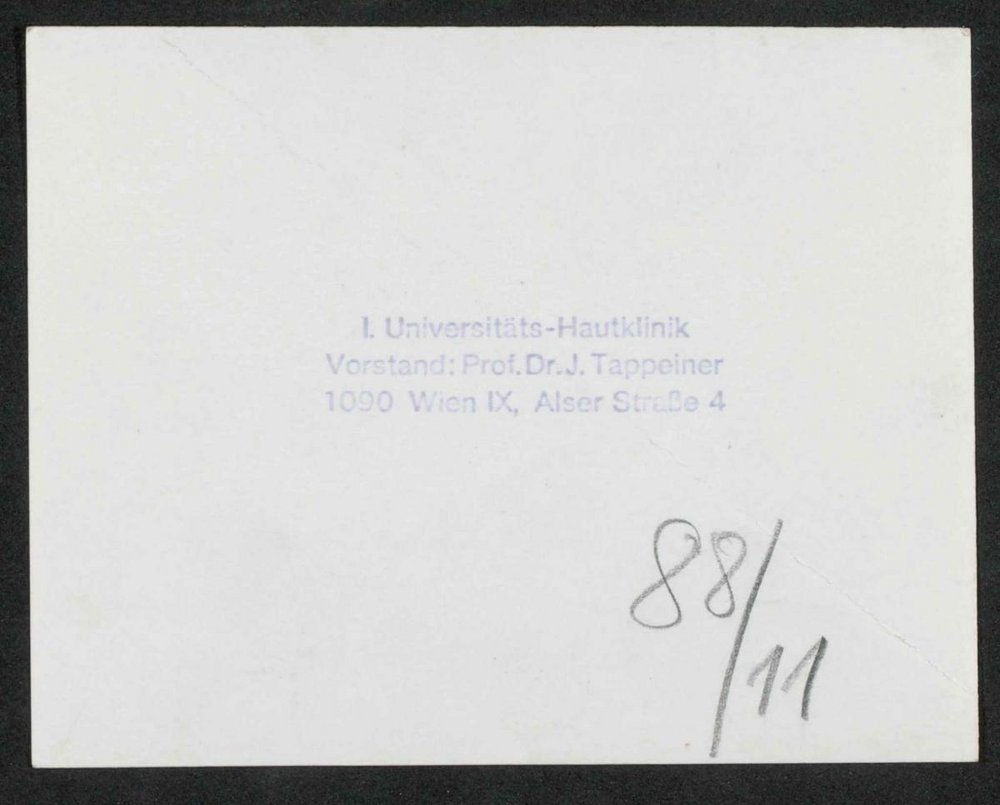 I. Universitäts-Hautklinik
Vorstand: Prof. Dr. J. Tappeiner
1090 Wien IX, Alser Straße 4
88/11